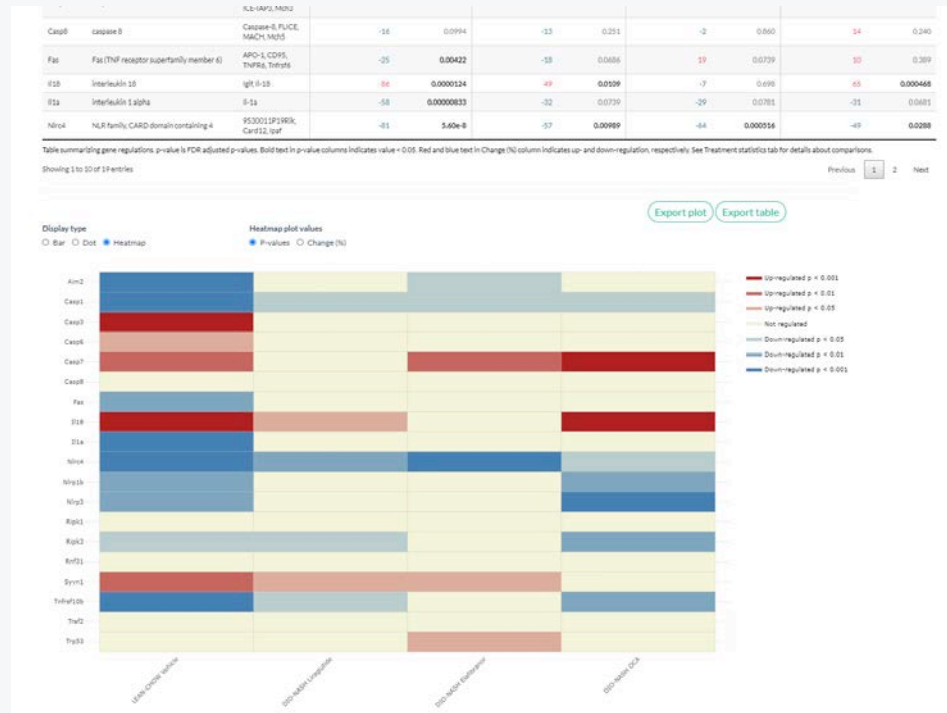 ICE-IAP3, Mch3
Casp8 caspase 8 Caspase-8, FLICE, MACH, Mch5 -16 0.0994 -13 0.251 -2 0.860 14 0.240
Fas Fas (TNF receptor superfamily member 6) APO-1, CD95, TNFR6, Tnfrsf6 -25 0.00422 -18 0.0686 19 0.0739 10 0.389
Il18 interleukin 18 Igif, Il-18 86 0.0000124 49 0.0109 -7 0.698 65 0.000468
Il1a interleukin 1 alpha Il-1a -58 0.00000833 -32 0.0739 -29 0.0781 -31 0.0681
Nlrc4 NLR family, CARD domain containing 4 9530011P19Rik, Card12, Ipaf -81 5.60e-8 -57 0.00989 -64 0.000516 -49 0.0288
Table summarizing gene regulations. p-value is FDR adjusted p-values. Bold text in p-value columns indicates value < 0.05. Red and blue text in Change (%) column indicates up- and down-regulation, respectively. See Treatment statistics tab for details about comparisons.
Showing 1 to 10 of 19 entries
Previous 1 2 Next
Export plot Export table
Display type Heatmap plot values
Bar Dot Heatmap P-values Change (%)
Aim2
Casp1
Casp3
Casp6
Casp7
Casp8
Fas
Il18
Il1a
Nlrc4
Nlrp1b
Nlrp3
Ripk1
Ripk3
Rnf31
Syvn1
Tnfrsf10b
Traf2
Trp53
Up-regulated p < 0.001
Up-regulated p < 0.01
Up-regulated p < 0.05
Not regulated
Down-regulated p < 0.05
Down-regulated p < 0.01
Down-regulated p < 0.001
LEAN-CHOW Vehicle
DIO-NASH Liraglutide
DIO-NASH Elafibranor
DIO-NASH OCA